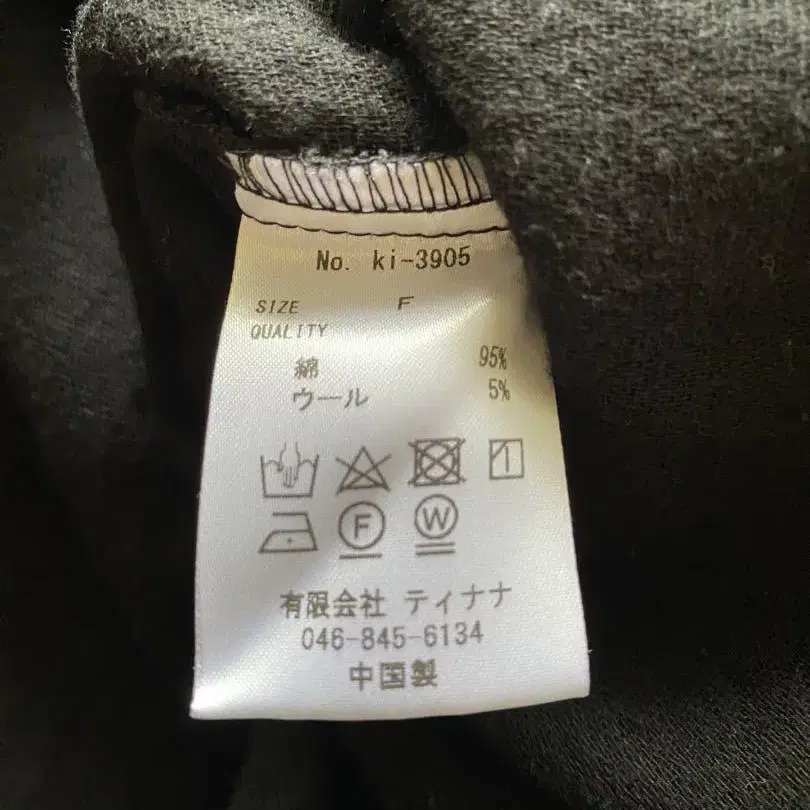 No. ki-3905
SIZE F
QUALITY
綿 95%
ウール 5%
F W
有限会社 ティナナ
046-845-6134
中国製